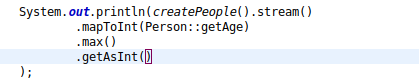 System.out.println(createPeople().stream()
.mapToInt(Person::getAge)
.max()
.getAsInt()
);